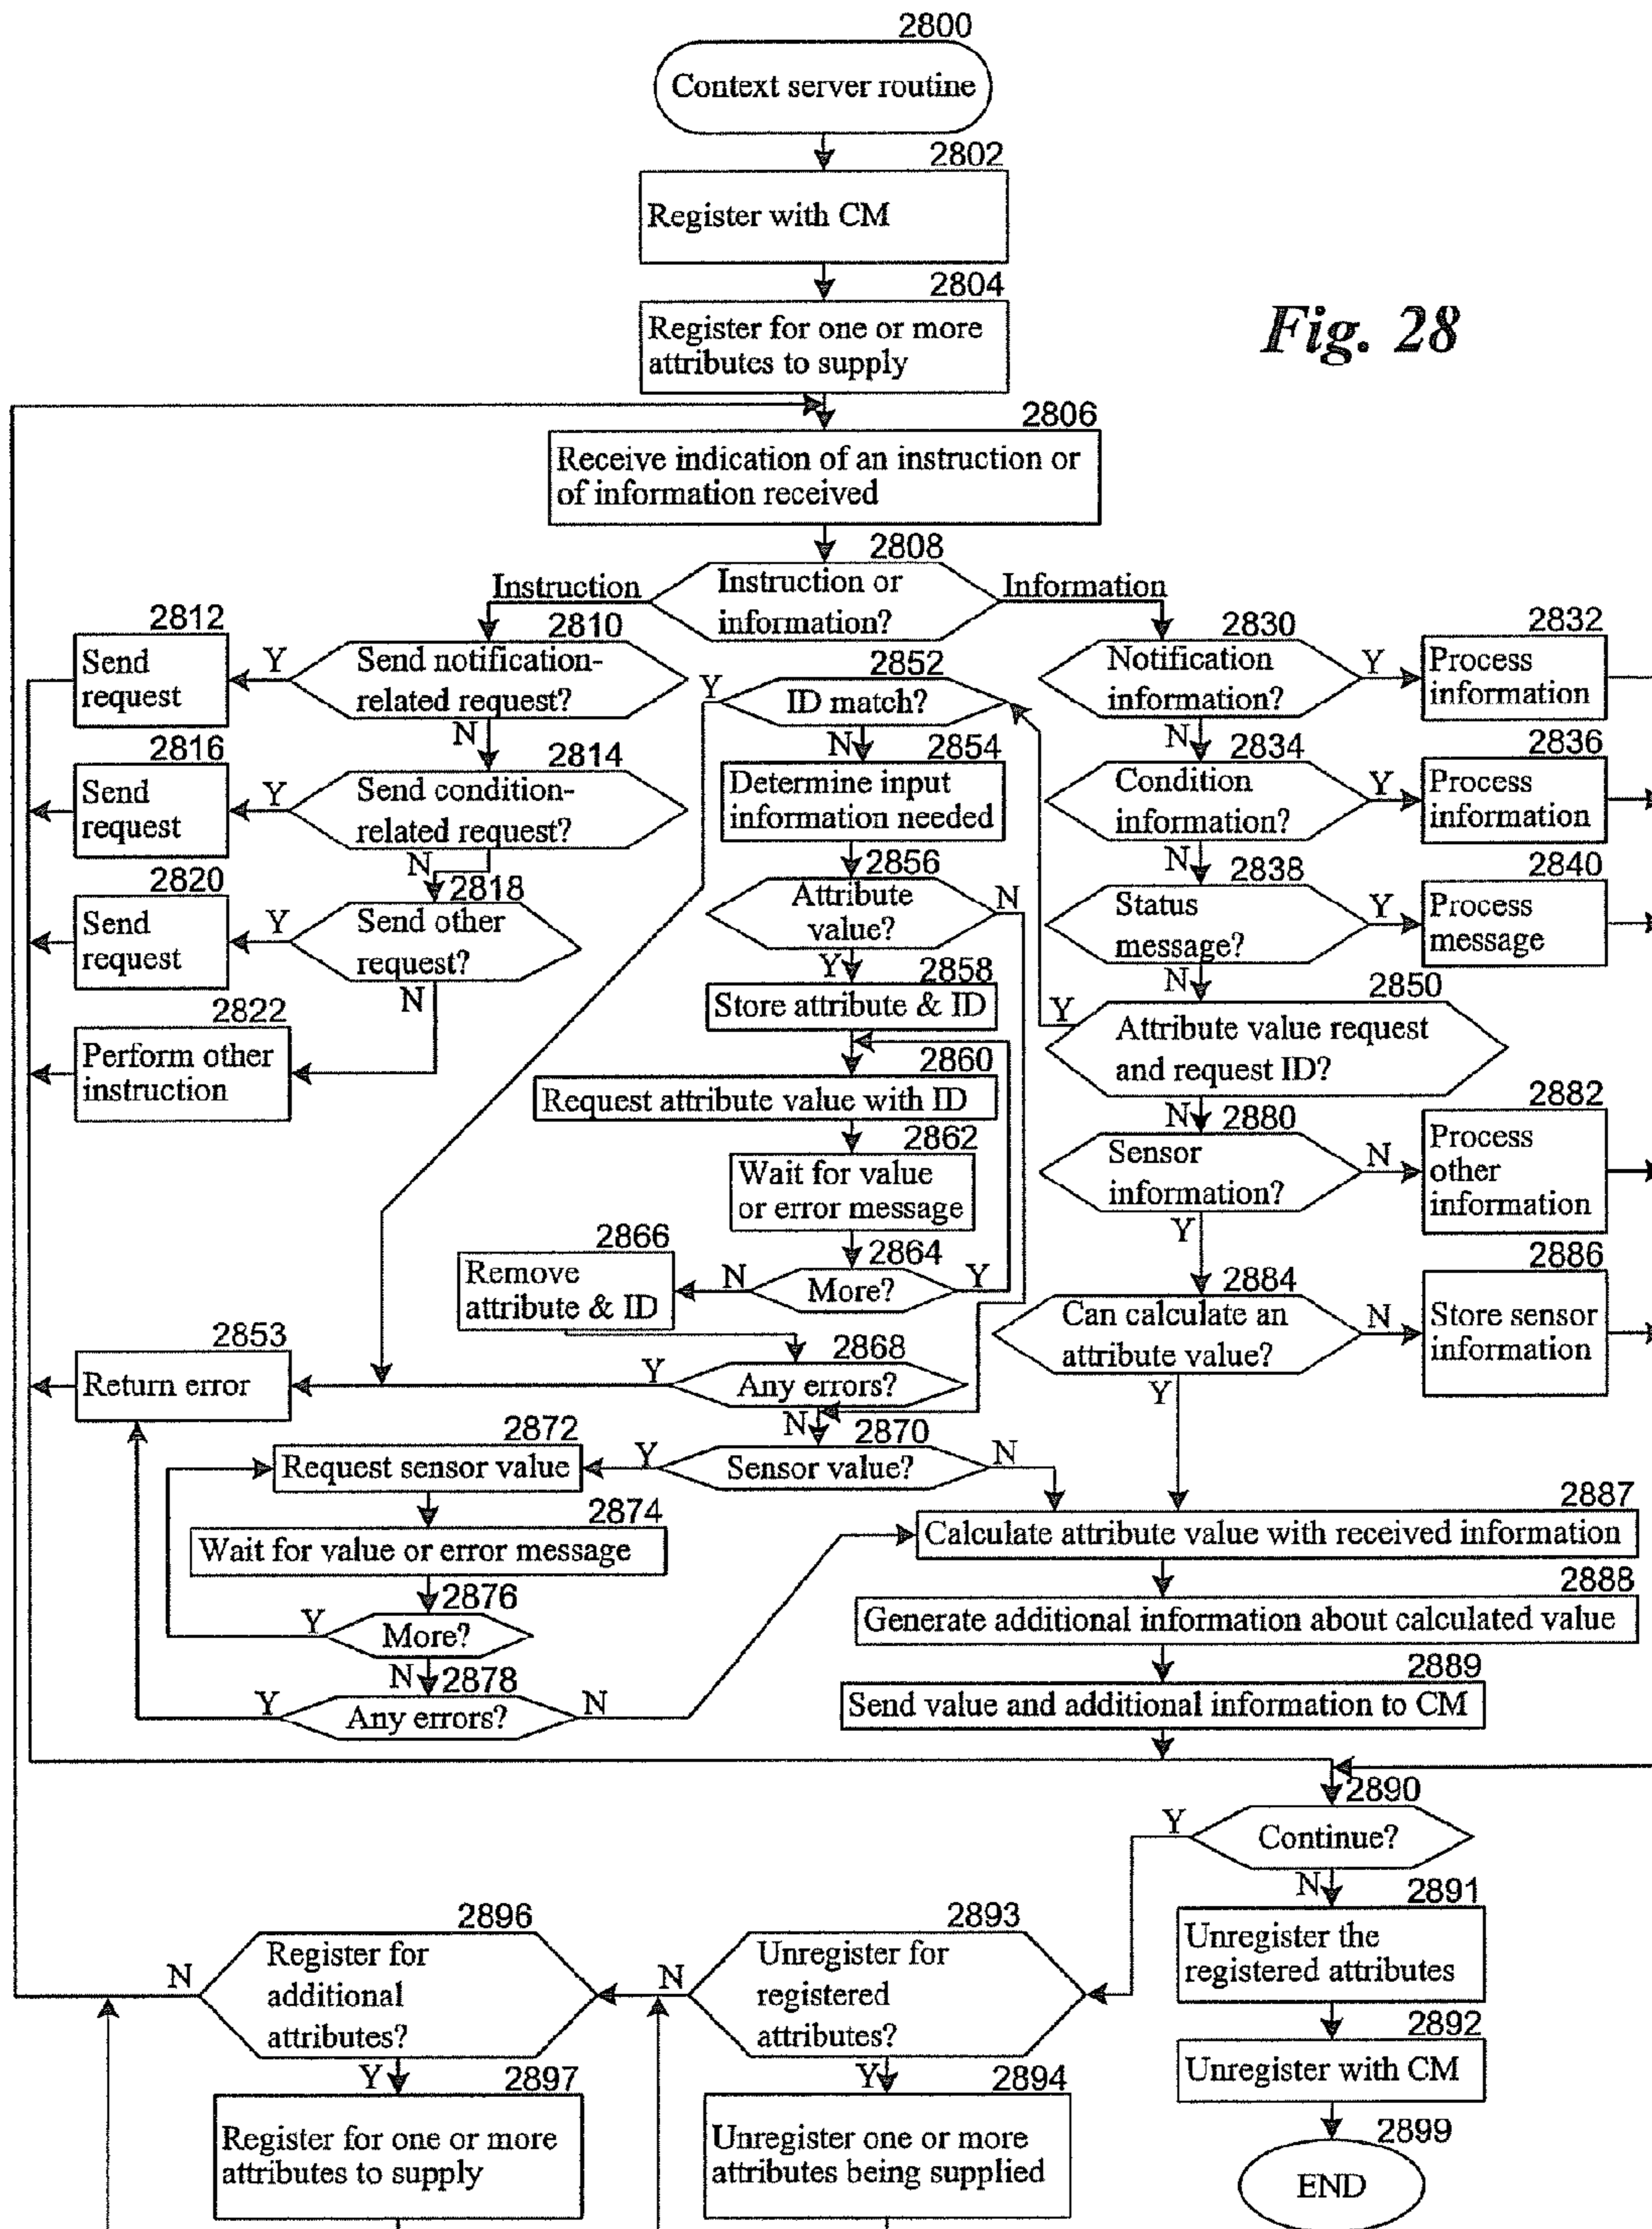 2800
Context server routine
2802
Register with CM
2804
Register for one or more
attributes to supply
Fig. 28
2806
Receive indication of an instruction or
of information received
2808
Instruction or
information?
Instruction
Information
2810
Send notification-
related request?
Y
N
2812
Send
request
2814
Send condition-
related request?
Y
N
2816
Send
request
2818
Send other
request?
Y
N
2820
Send
request
2822
Perform other
instruction
2830
Notification
information?
Y
N
2832
Process
information
2834
Condition
information?
Y
N
2836
Process
information
2838
Status
message?
Y
N
2840
Process
message
2850
Attribute value request
and request ID?
Y
N
2852
ID match?
Y
N
2854
Determine input
information needed
2856
Attribute
value?
N
Y
2858
Store attribute & ID
2860
Request attribute value with ID
2862
Wait for value
or error message
2864
More?
N
Y
2866
Remove
attribute & ID
2868
Any errors?
Y
N
2853
Return error
2870
Sensor value?
Y
N
2872
Request sensor value
2874
Wait for value or error message
2876
More?
Y
N
2878
Any errors?
Y
N
2880
Sensor
information?
N
Y
2882
Process
other
information
2884
Can calculate an
attribute value?
N
Y
2886
Store sensor
information
2887
Calculate attribute value with received information
2888
Generate additional information about calculated value
2889
Send value and additional information to CM
2890
Continue?
Y
N
2891
Unregister the
registered attributes
2892
Unregister with CM
2899
END
2893
Unregister for
registered
attributes?
N
Y
2894
Unregister one or more
attributes being supplied
2896
Register for
additional
attributes?
N
Y
2897
Register for one or more
attributes to supply